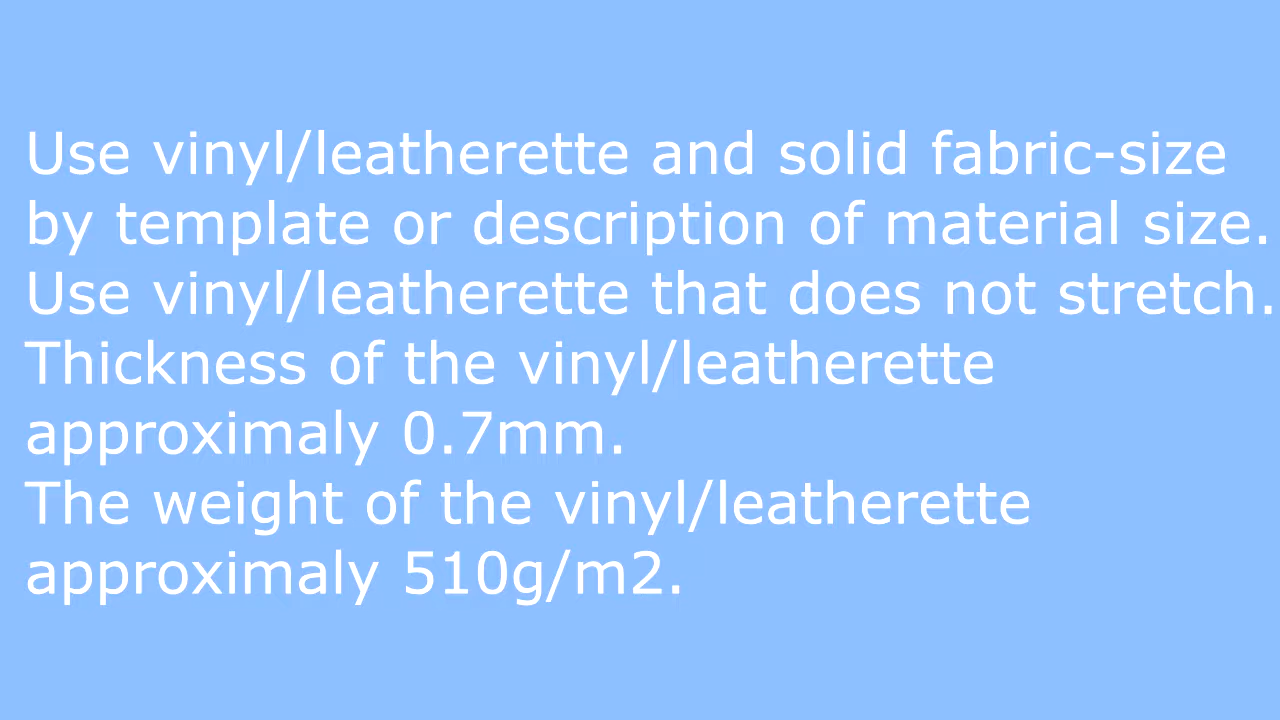 Use vinyl/leatherette and solid fabric-size
by template or description of material size.
Use vinyl/leatherette that does not stretch.
Thickness of the vinyl/leatherette
approximaly 0.7mm.
The weight of the vinyl/leatherette
approximaly 510g/m2.